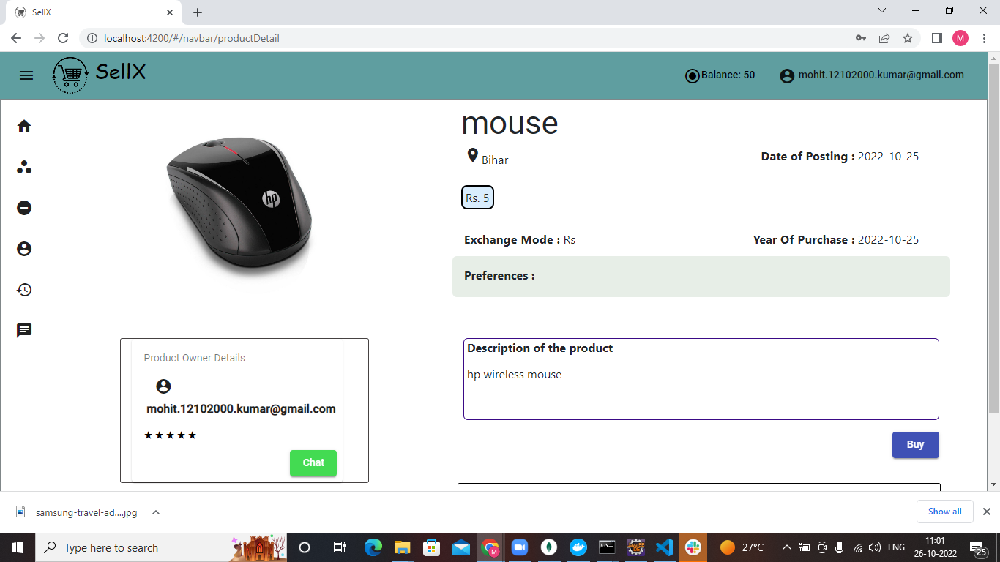 SellX
localhost:4200/#/navbar/productDetail
M
SellX
Balance: 50
mohit.12102000.kumar@gmail.com
hp
mouse
Bihar
Date of Posting : 2022-10-25
Rs. 5
Exchange Mode : Rs
Year Of Purchase : 2022-10-25
Preferences :
Product Owner Details
mohit.12102000.kumar@gmail.com
★★★★★
Chat
Description of the product
hp wireless mouse
Buy
samsung-travel-ad....jpg
Show all
Type here to search
M
27°C
ENG
11:01
26-10-2022
25